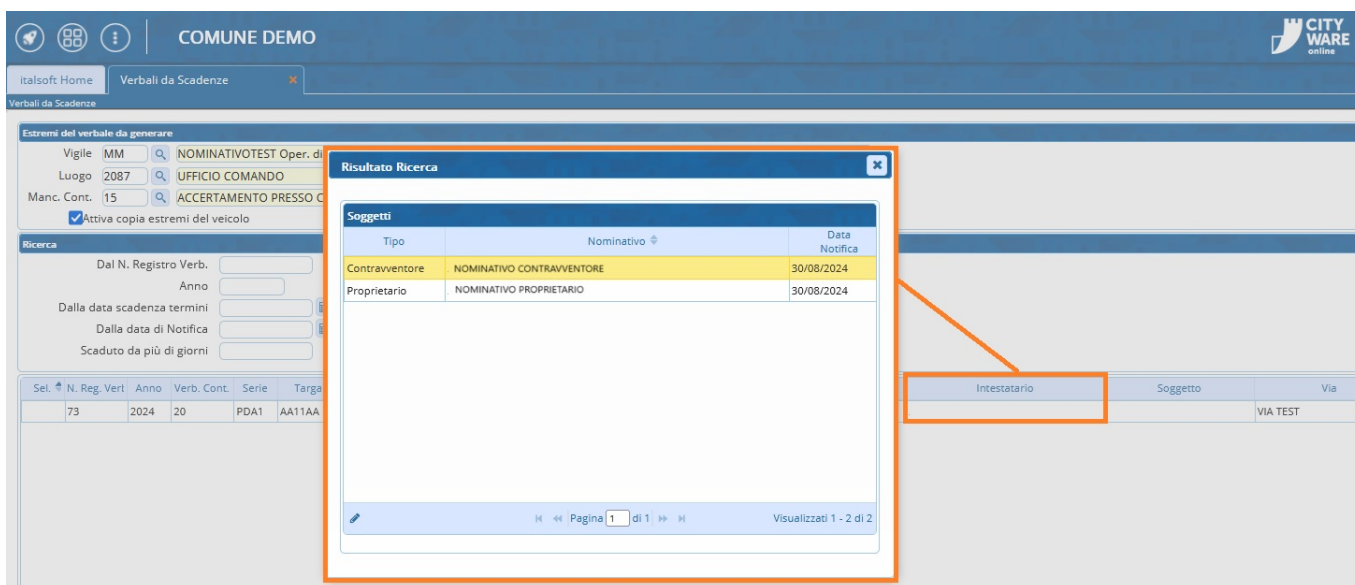 COMUNE DEMO
CITY
WARE
online
italsoft Home
Verbali da Scadenze
Verbali da Scadenze
Estremi del verbale da generare
Vigile MM NOMINATIVOTEST Oper. di
Luogo 2087 UFFICIO COMANDO
Manc. Cont. 15 ACCERTAMENTO PRESSO
Attiva copia estremi del veicolo
Ricerca
Dal N. Registro Verb.
Anno
Dalla data scadenza termini
Dalla data di Notifica
Scaduto da più di giorni
Risultato Ricerca
Soggetti
Tipo Nominativo Data
Notifica
Contravventore NOMINATIVO CONTRAVVENTORE 30/08/2024
Proprietario NOMINATIVO PROPRIETARIO 30/08/2024
Pagina 1 di 1 Visualizzati 1 - 2 di 2
Sel. N. Reg. Vert Anno Verb. Cont. Serie Targa Intestatario Soggetto Via
73 2024 20 PDA1 AA11AA VIA TEST